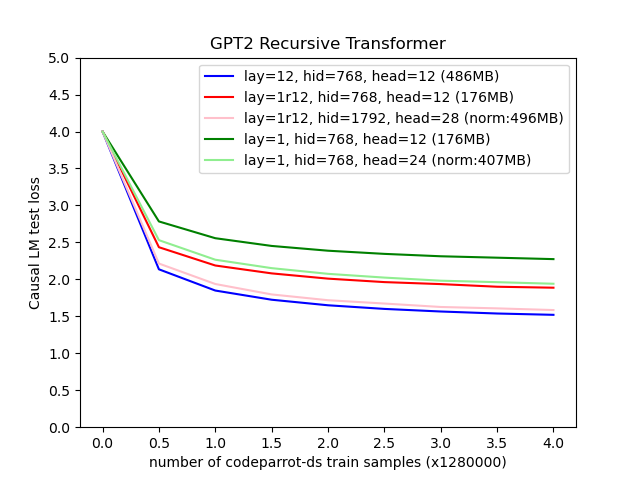 GPT2 Recursive Transformer
5.0
4.5
4.0
3.5
3.0
2.5
2.0
1.5
1.0
0.5
0.0
Causal LM test loss
lay=12, hid=768, head=12 (486MB)
lay=1r12, hid=768, head=12 (176MB)
lay=1r12, hid=1792, head=28 (norm:496MB)
lay=1, hid=768, head=12 (176MB)
lay=1, hid=768, head=24 (norm:407MB)
0.0 0.5 1.0 1.5 2.0 2.5 3.0 3.5 4.0
number of codeparrot-ds train samples (x1280000)